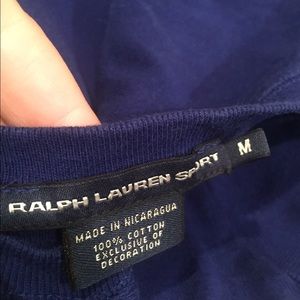 RALPH LAUREN SPORT
M
MADE IN NICARAGUA
100% COTTON
EXCLUSIVE OF
DECORATION